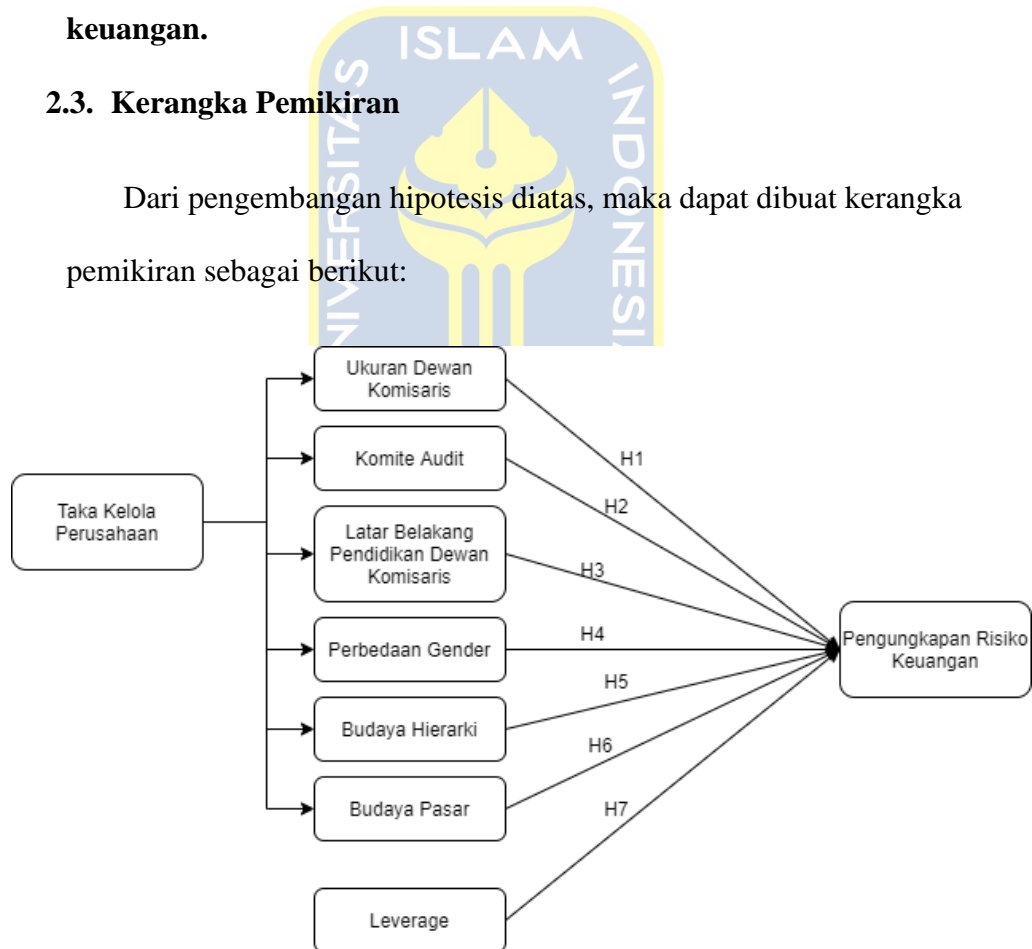 keuangan.
ISLAM
UNIVERSITAS
INDONESIA
2.3. Kerangka Pemikiran
Dari pengembangan hipotesis diatas, maka dapat dibuat kerangka
pemikiran sebagai berikut:
Taka Kelola
Perusahaan
Ukuran Dewan
Komisaris
Komite Audit
Latar Belakang
Pendidikan Dewan
Komisaris
Perbedaan Gender
Budaya Hierarki
Budaya Pasar
Leverage
H1
H2
H3
H4
H5
H6
H7
Pengungkapan Risiko
Keuangan